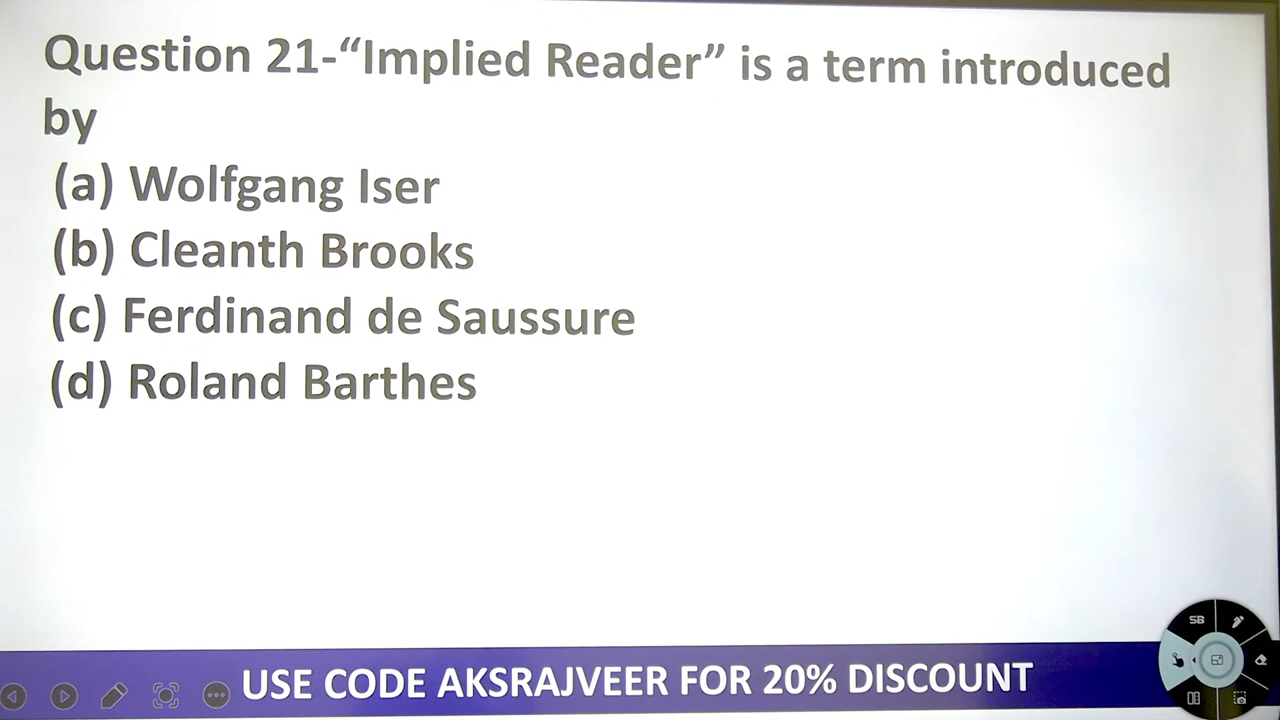 Question 21-“Implied Reader” is a term introduced
by
(a) Wolfgang Iser
(b) Cleanth Brooks
(c) Ferdinand de Saussure
(d) Roland Barthes
USE CODE AKSRAJVEER FOR 20% DISCOUNT
SB